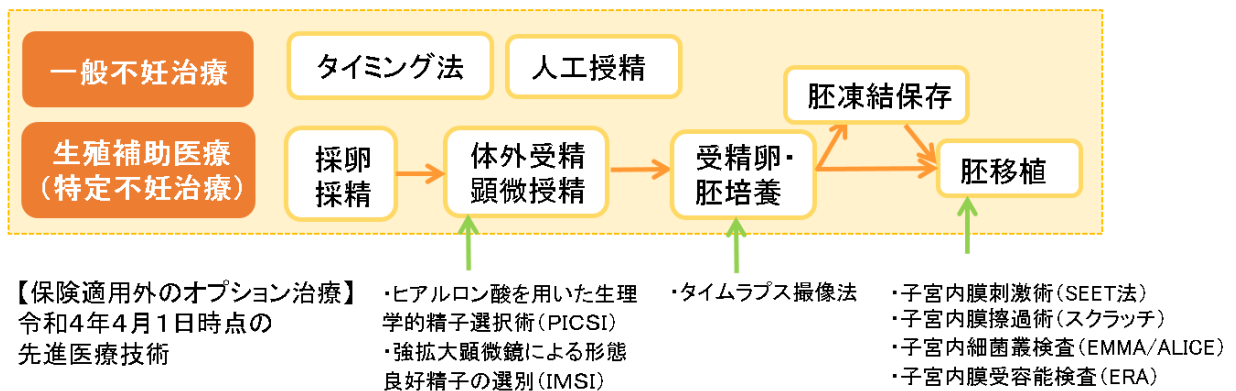 一般不妊治療
タイミング法
人工授精
胚凍結保存
生殖補助医療
(特定不妊治療)
採卵
採精
体外受精
顕微授精
受精卵・
胚培養
胚移植
【保険適用外のオプション治療】
令和4年4月1日時点の
先進医療技術
・ヒアルロン酸を用いた生理
学的精子選択術(PICSI)
・強拡大顕微鏡による形態
良好精子の選別(IMSI)
・タイムラプス撮像法
・子宮内膜刺激術(SEET法)
・子宮内膜擦過術(スクラッチ)
・子宮内細菌叢検査(EMMA/ALICE)
・子宮内膜受容能検査(ERA)